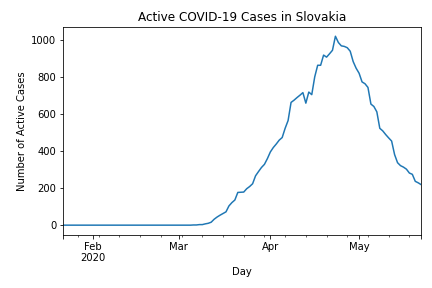 Active COVID-19 Cases in Slovakia
1000
800
600
400
200
0
Number of Active Cases
Feb
2020
Mar
Apr
May
Day